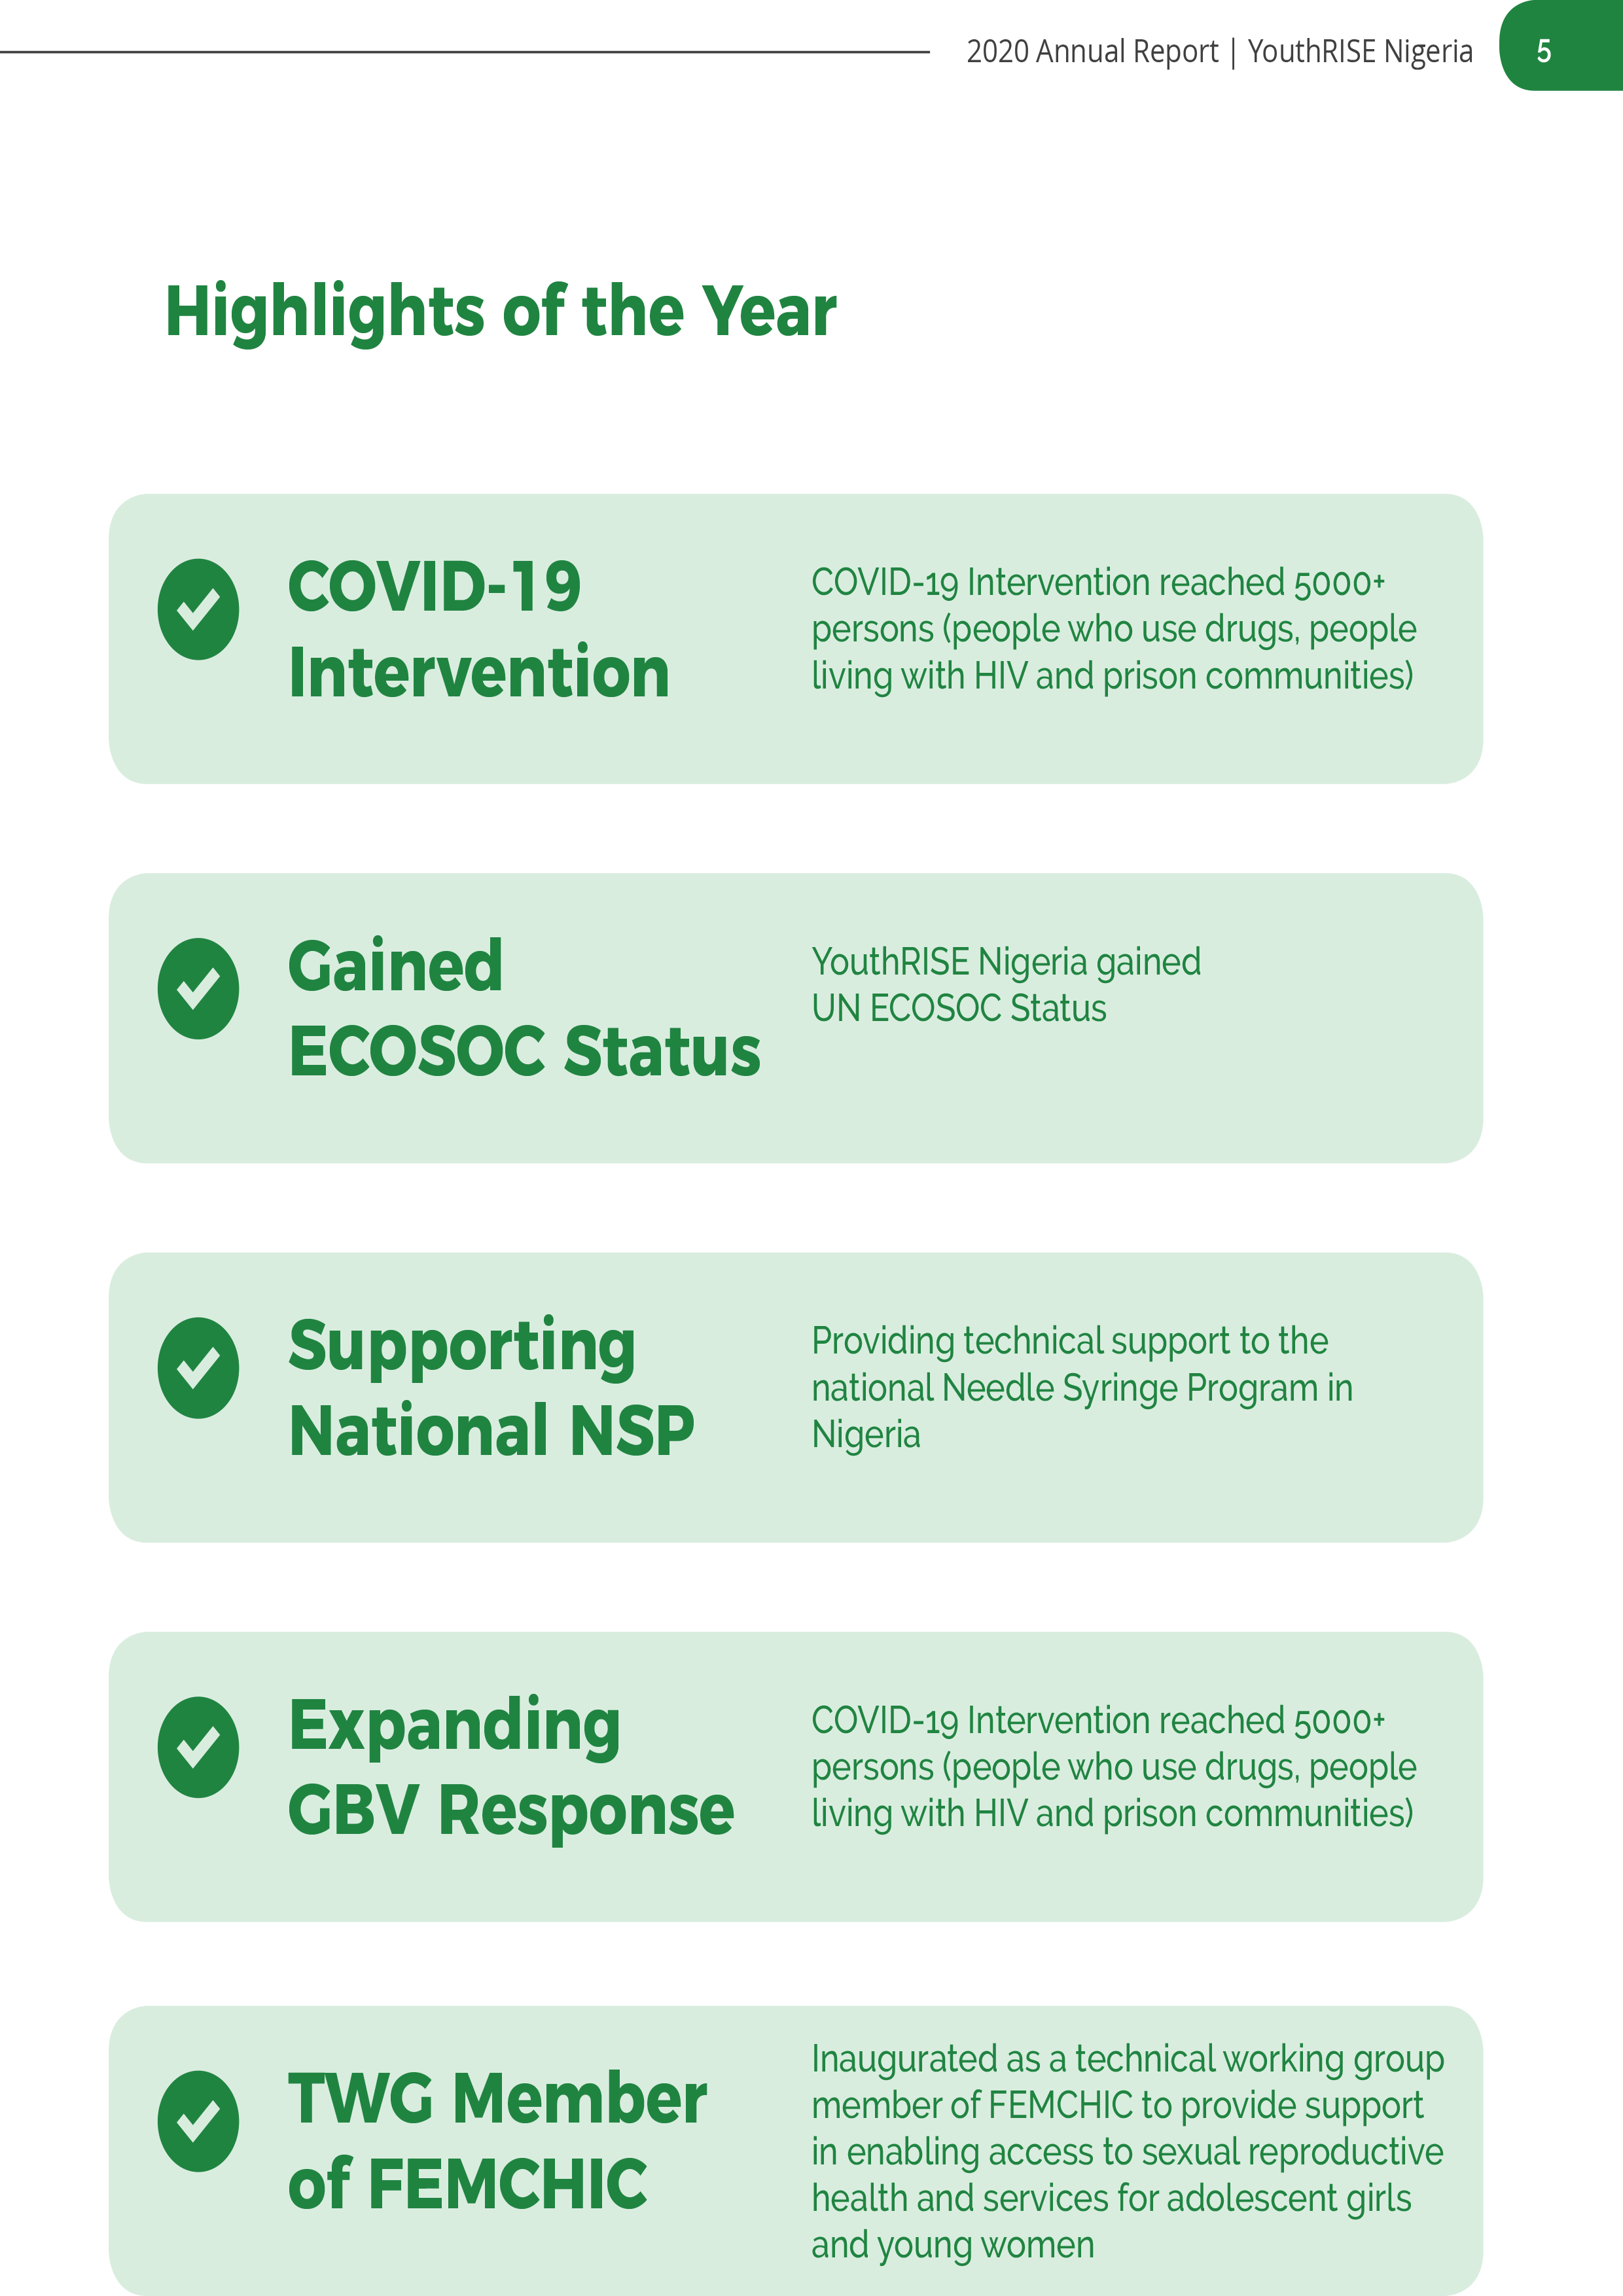 2020 Annual Report | YouthRISE Nigeria 5
Highlights of the Year
COVID-19
Intervention
COVID-19 Intervention reached 5000+
persons (people who use drugs, people
living with HIV and prison communities)
Gained
ECOSOC Status
YouthRISE Nigeria gained
UN ECOSOC Status
Supporting
National NSP
Providing technical support to the
national Needle Syringe Program in
Nigeria
Expanding
GBV Response
COVID-19 Intervention reached 5000+
persons (people who use drugs, people
living with HIV and prison communities)
TWG Member
of FEMCHIC
Inaugurated as a technical working group
member of FEMCHIC to provide support
in enabling access to sexual reproductive
health and services for adolescent girls
and young women